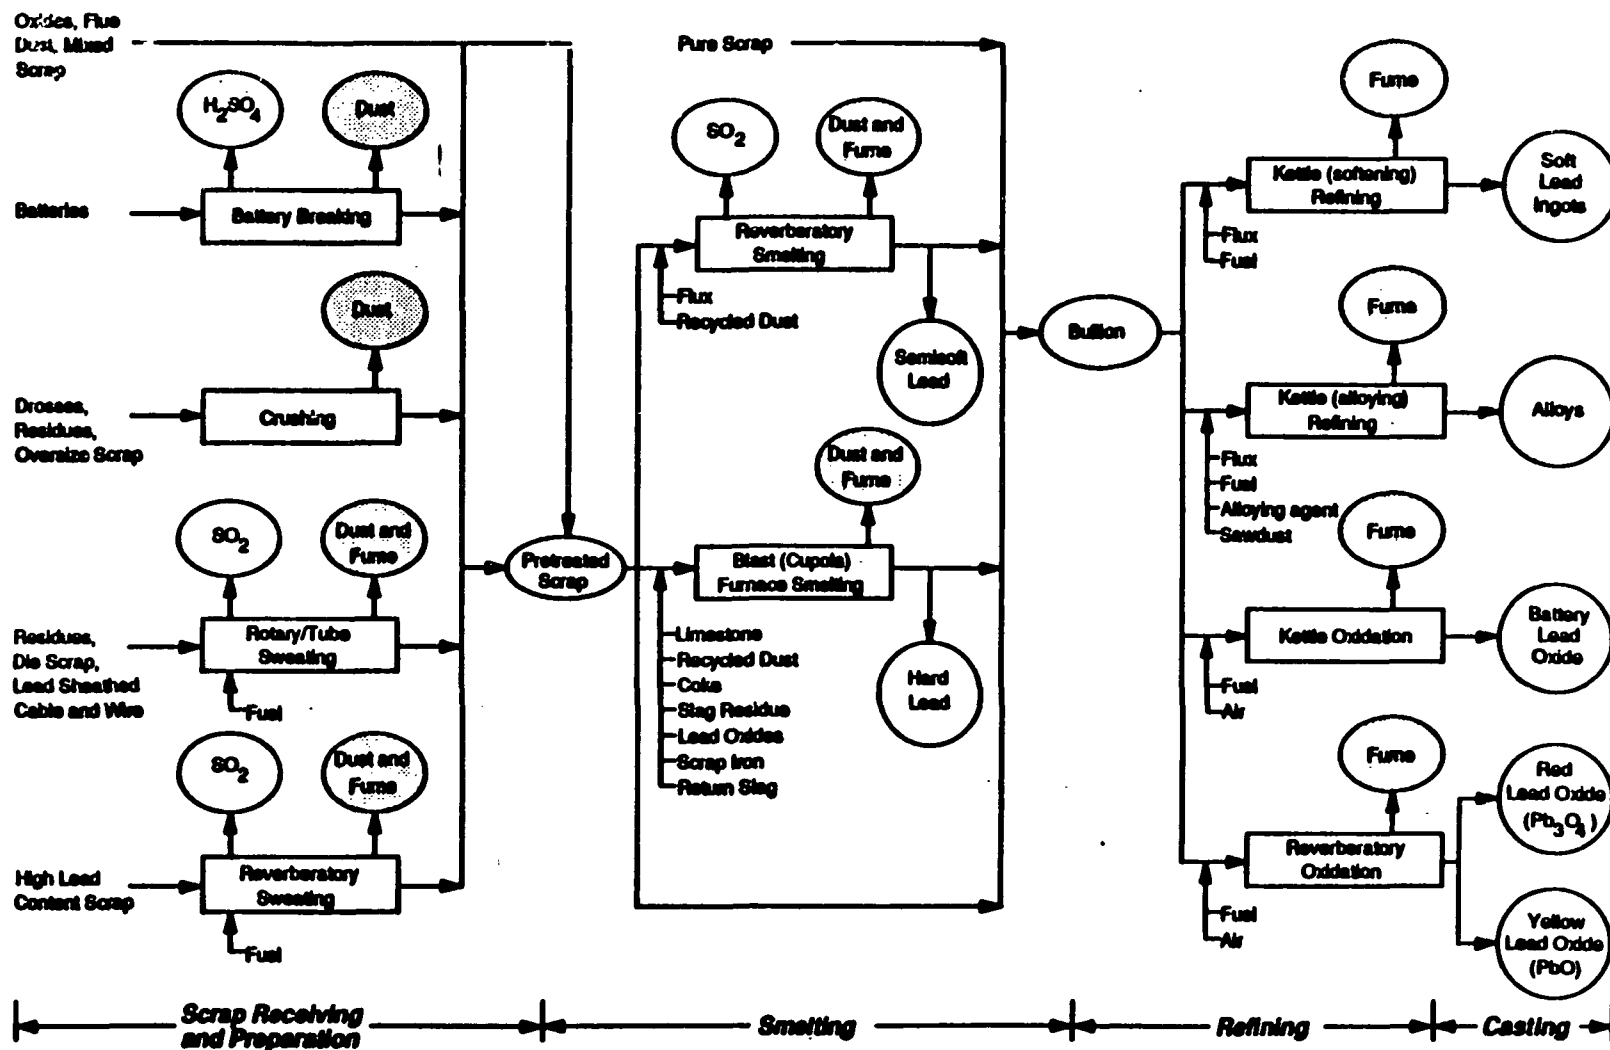 Oxides, Flue
Dust, Mixed
Scrap
H2SO4
Dust
Batteries
Battery Breaking
Dust
Drosses,
Residues,
Oversize Scrap
Crushing
SO2
Dust and
Fume
Residues,
Die Scrap,
Lead Sheathed
Cable and Wire
Rotary/Tube
Sweating
Fuel
SO2
Dust and
Fume
High Lead
Content Scrap
Reverberatory
Sweating
Fuel
Pretreated
Scrap
Pure Scrap
SO2
Dust and
Fume
Reverberatory
Smelting
Flux
Recycled Dust
Semisoft
Lead
Dust and
Fume
Blast (Cupola)
Furnace Smelting
Limestone
Recycled Dust
Coke
Slag Residue
Lead Oxides
Scrap Iron
Return Slag
Hard
Lead
Bullion
Fume
Kettle (softening)
Refining
Flux
Fuel
Soft
Lead
Ingots
Fume
Kettle (alloying)
Refining
Flux
Fuel
Alloying agent
Sawdust
Alloys
Fume
Kettle Oxidation
Fuel
Air
Battery
Lead
Oxide
Fume
Reverberatory
Oxidation
Fuel
Air
Red
Lead Oxide
(Pb3O4)
Yellow
Lead Oxide
(PbO)
Scrap Receiving
and Preparation
Smelting
Refining
Casting